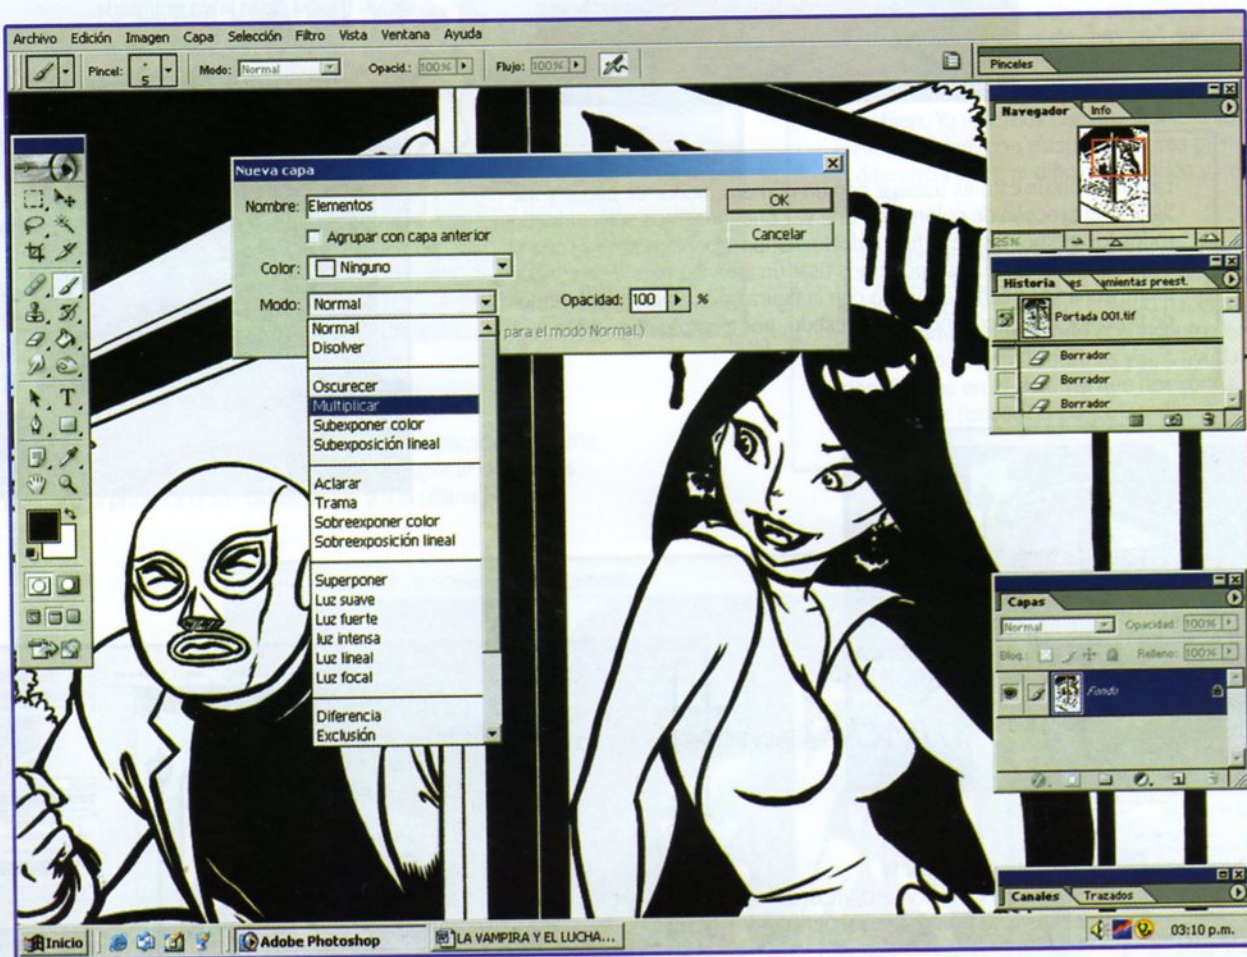 Archivo Edición Imagen Capa Selección Filtro Vista Ventana Ayuda
Pincel: 5 Modo: Normal Opacid.: 100% Flujo: 100%
Pinceles
Navegador Info
25%
Nueva capa
Nombre: Elementos
OK
Agrupar con capa anterior
Cancelar
Color: Ninguno
Modo: Normal
Opacidad: 100 %
para el modo Normal.)
Normal
Disolver
Oscurecer
Multiplicar
Subexponer color
Subexposición lineal
Aclarar
Trama
Sobreexponer color
Sobreexposición lineal
Superponer
Luz suave
Luz fuerte
luz intensa
Luz lineal
Luz focal
Diferencia
Exclusión
Historia es amientas preest.
Portada 001.tif
Borrador
Borrador
Borrador
Capas
Normal Opacidad: 100%
Bloq.: Relleno: 100%
Fondo
Canales Trazados
Inicio
Adobe Photoshop
LA VAMPIRA Y EL LUCHA...
03:10 p.m.